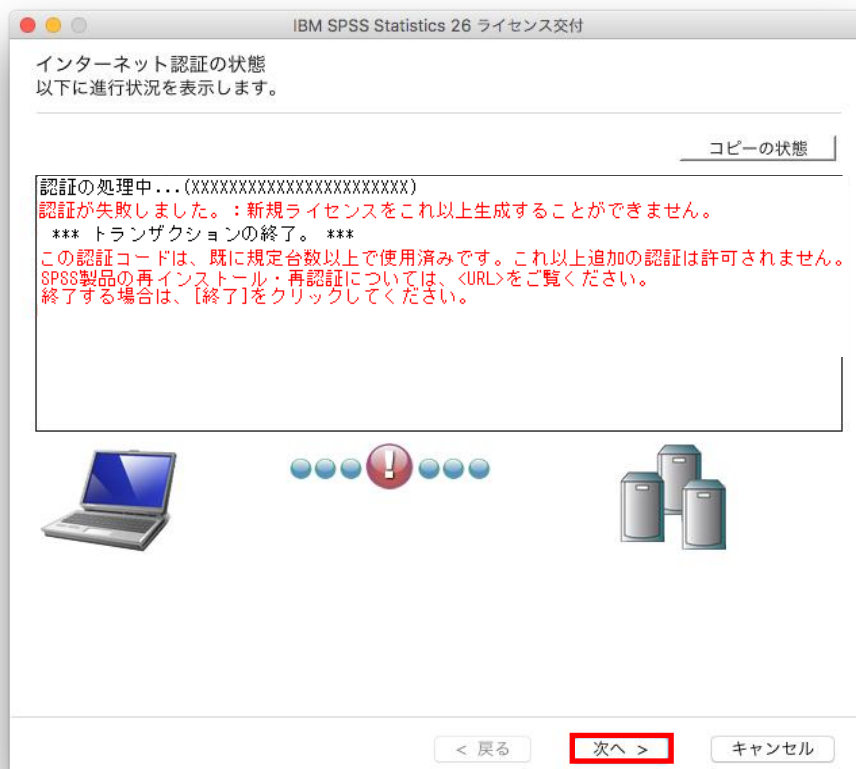 IBM SPSS Statistics 26 ライセンス交付
インターネット認証の状態
以下に進行状況を表示します。
コピーの状態
認証の処理中...(XXXXXXXXXXXXXXXXXXXXXXX)
認証が失敗しました。：新規ライセンスをこれ以上生成することができません。
*** トランザクションの終了。 ***
この認証コードは、既に規定台数以上で使用済みです。これ以上追加の認証は許可されません。
SPSS製品の再インストール・再認証については、<URL>をご覧ください。
終了する場合は、[終了]をクリックしてください。
< 戻る 次へ > キャンセル